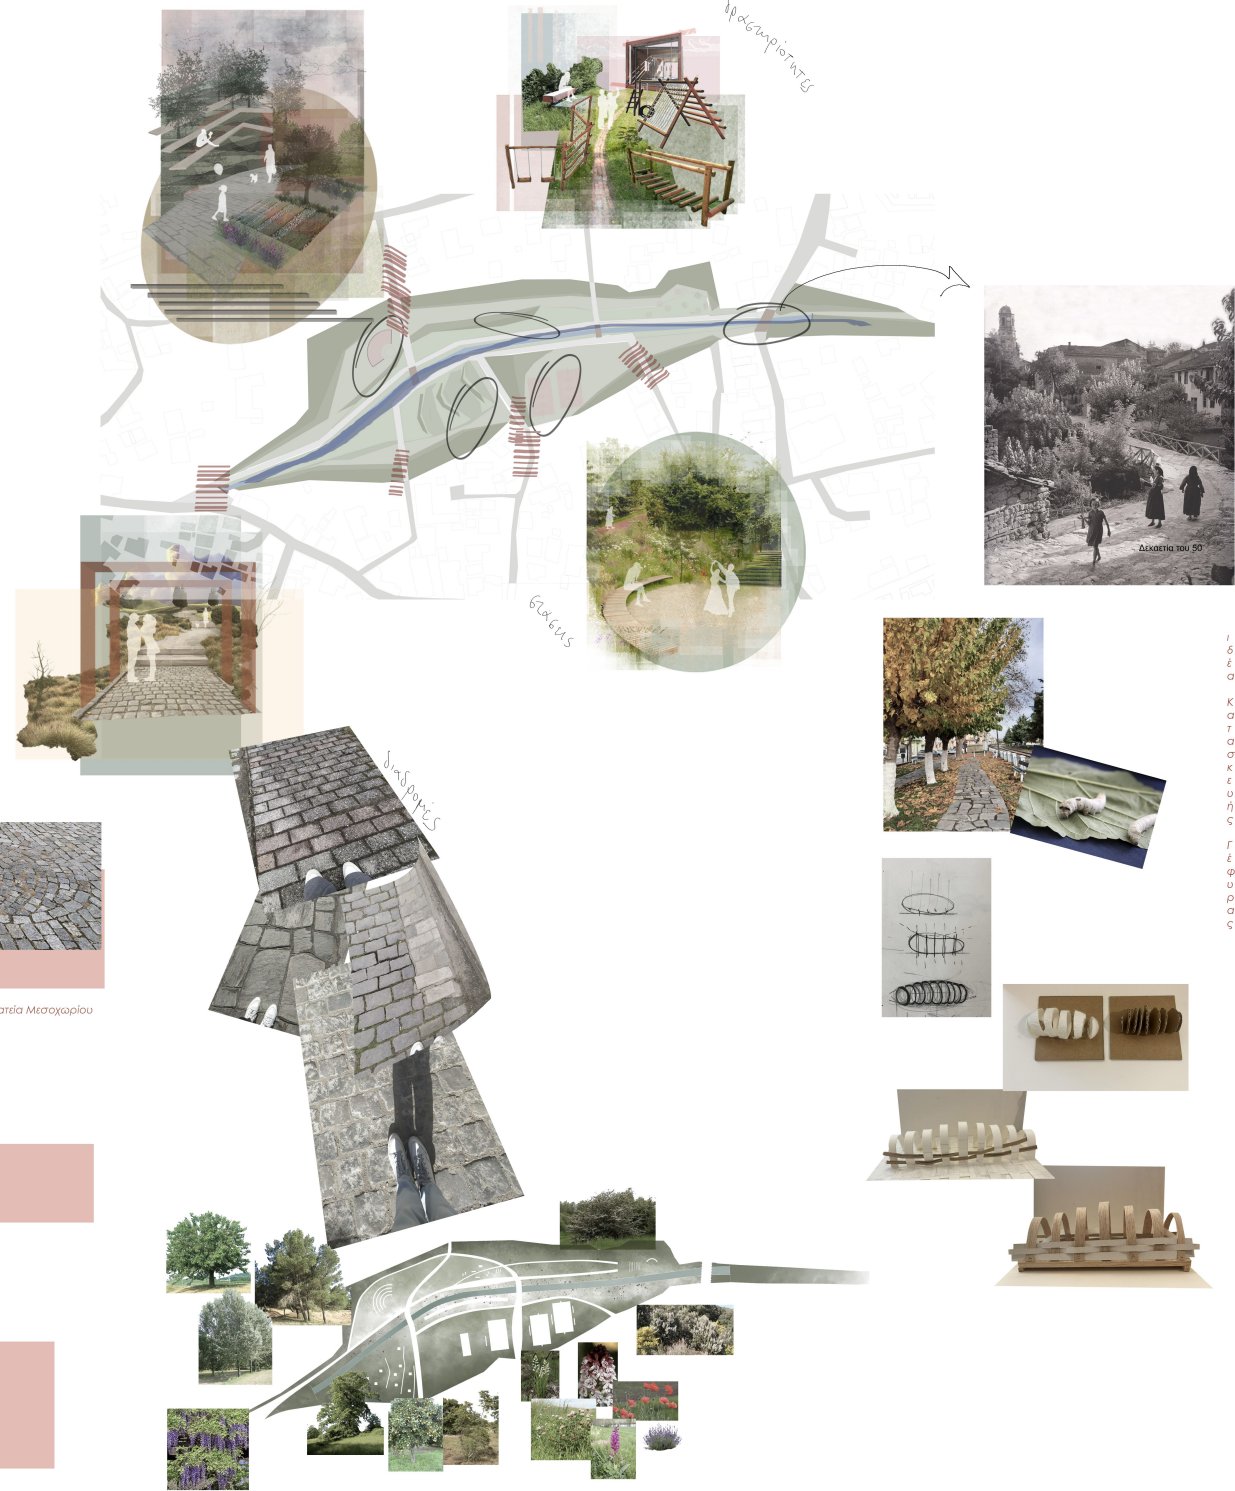 δραστηριότητες
Δεκαετία του 50'
στάσεις
ιδέα Κατασκευής Γέφυρας
διαδρομές
ατεία Μεσοχωρίου